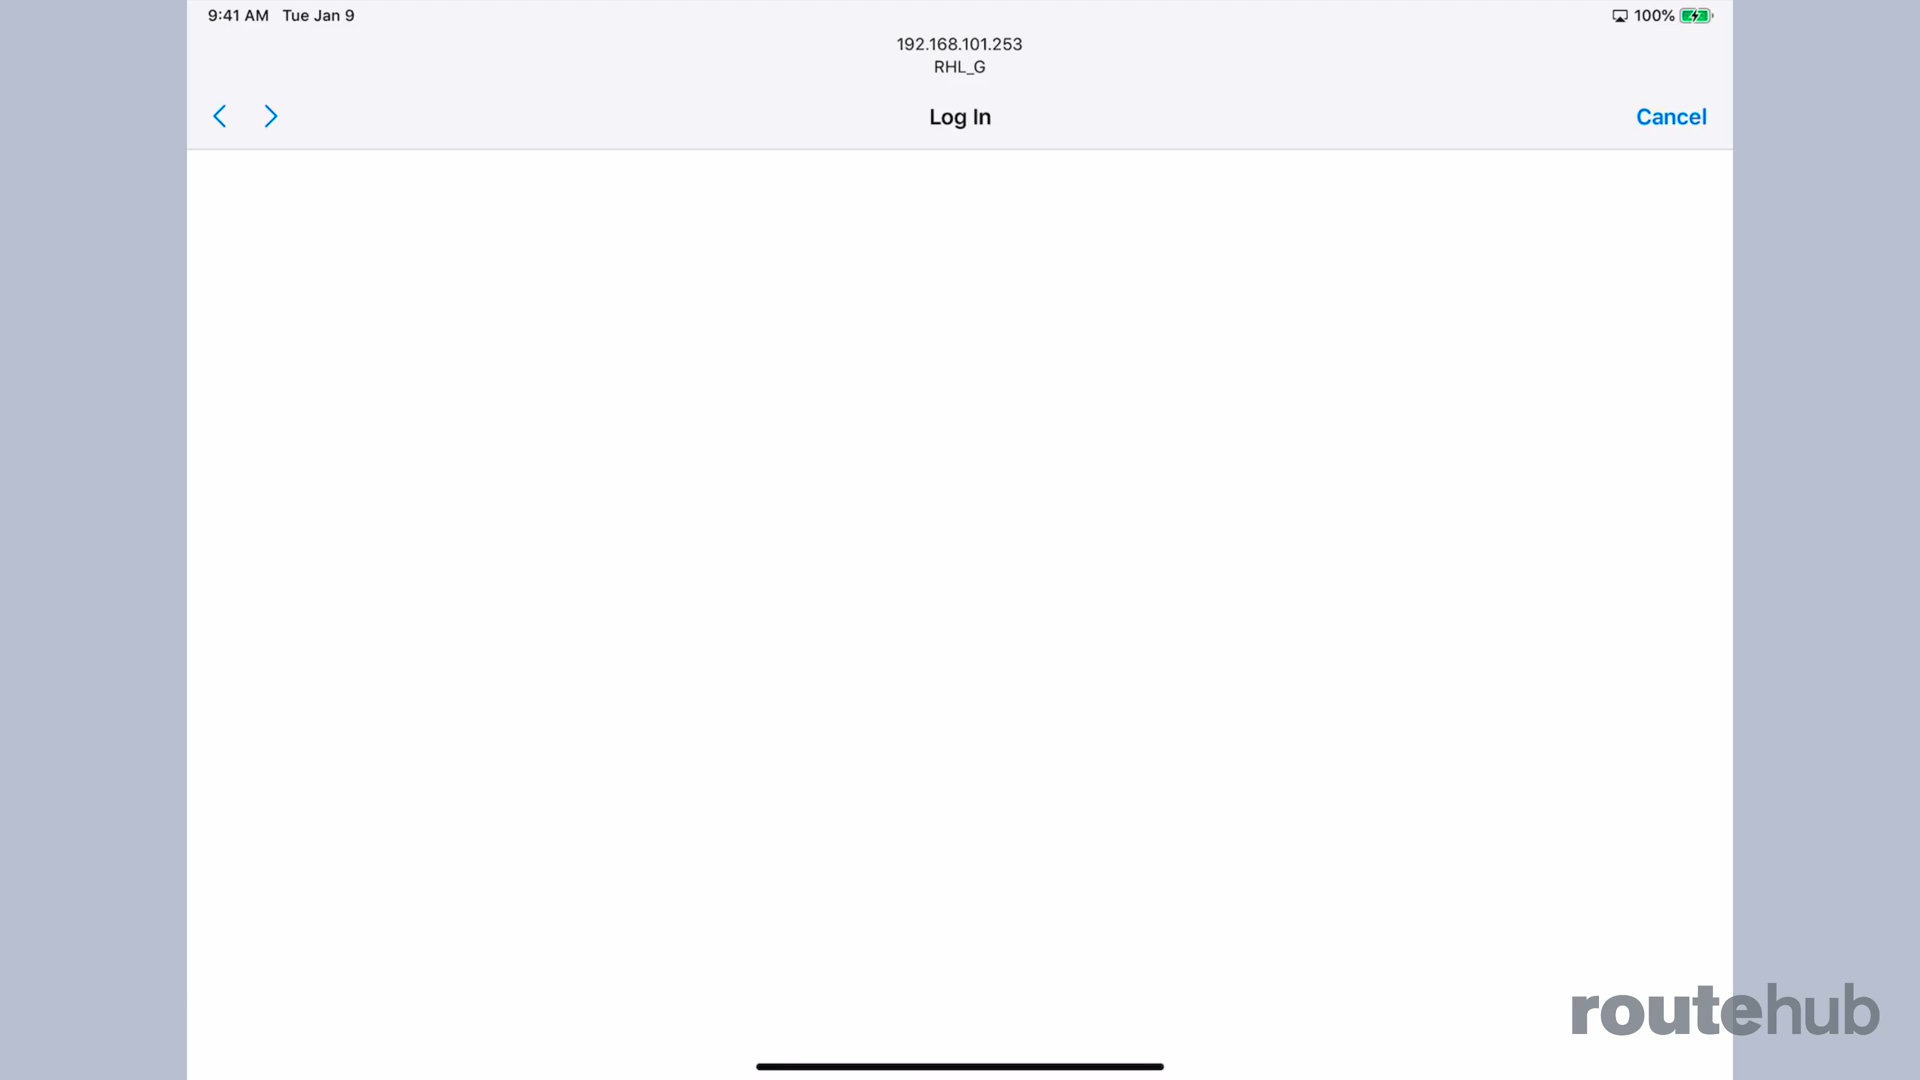 9:41 AM Tue Jan 9
100%
192.168.101.253
RHL_G
Log In
Cancel
routehub